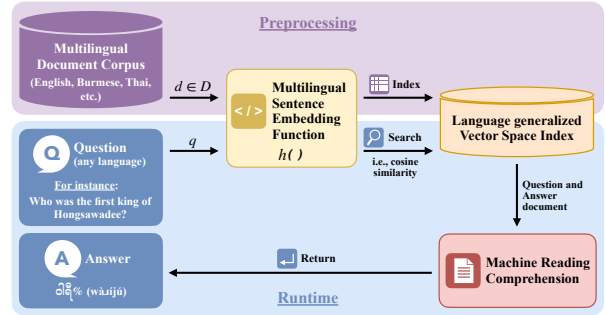 Preprocessing
Multilingual
Document Corpus
(English, Burmese, Thai,
etc.)
d ∈ D
</>
Multilingual
Sentence
Embedding
Function
h( )
Index
Language generalized
Vector Space Index
Q
Question
(any language)
For instance:
Who was the first king of
Hongsawadee?
q
Search
i.e., cosine
similarity
Question and
Answer
document
A
Answer
(wàɹíjú)
Return
Machine Reading
Comprehension
Runtime